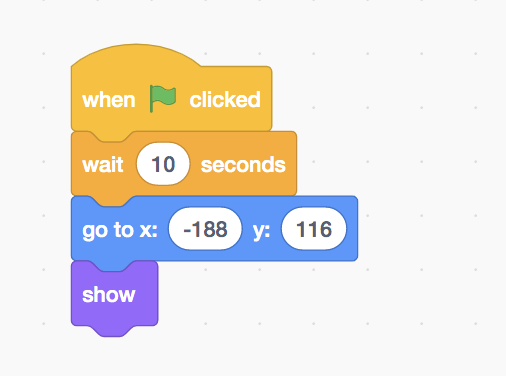 when clicked
wait 10 seconds
go to x: -188 y: 116
show